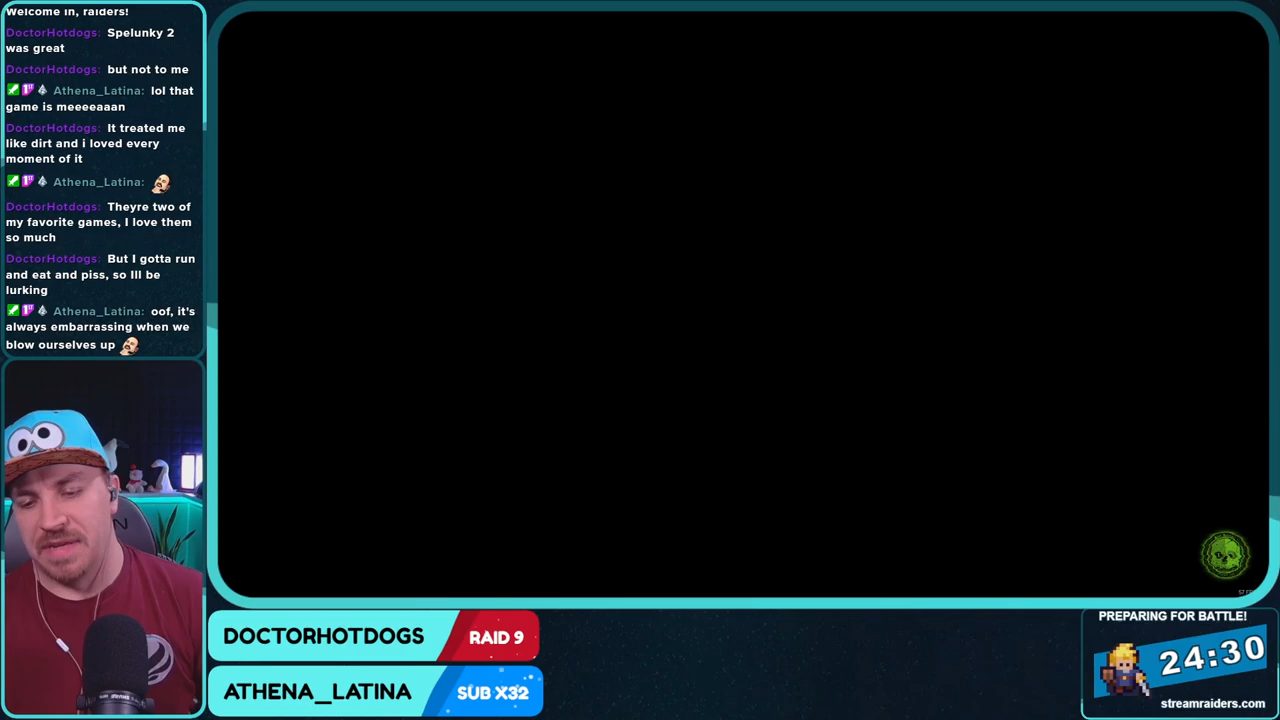 Welcome in, raiders!
DoctorHotdogs: Spelunky 2
was great
DoctorHotdogs: but not to me
Athena_Latina: lol that
game is meeeeaaan
DoctorHotdogs: It treated me
like dirt and i loved every
moment of it
Athena_Latina:
DoctorHotdogs: Theyre two of
my favorite games, I love them
so much
DoctorHotdogs: But I gotta run
and eat and piss, so Ill be
lurking
Athena_Latina: oof, it's
always embarrassing when we
blow ourselves up
DOCTORHOTDOGS RAID 9
ATHENA_LATINA SUB X32
PREPARING FOR BATTLE!
24:30
streamraiders.com